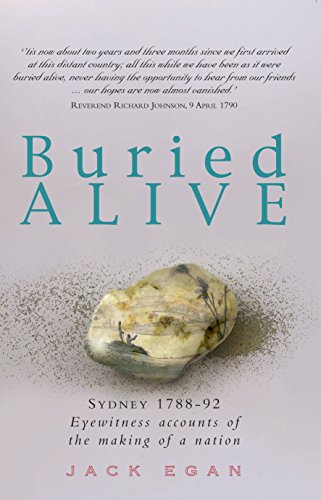 'tis now about two years and three months since we first arrived
at this distant country; all this while we have been as it were
buried alive, never having the opportunity to hear from our friends
... our hopes are now almost vanished.'
REVEREND RICHARD JOHNSON, 9 APRIL 1790
Buried
ALIVE
SYDNEY 1788-92
Eyewitness accounts of
the making of a nation
JACK EGAN